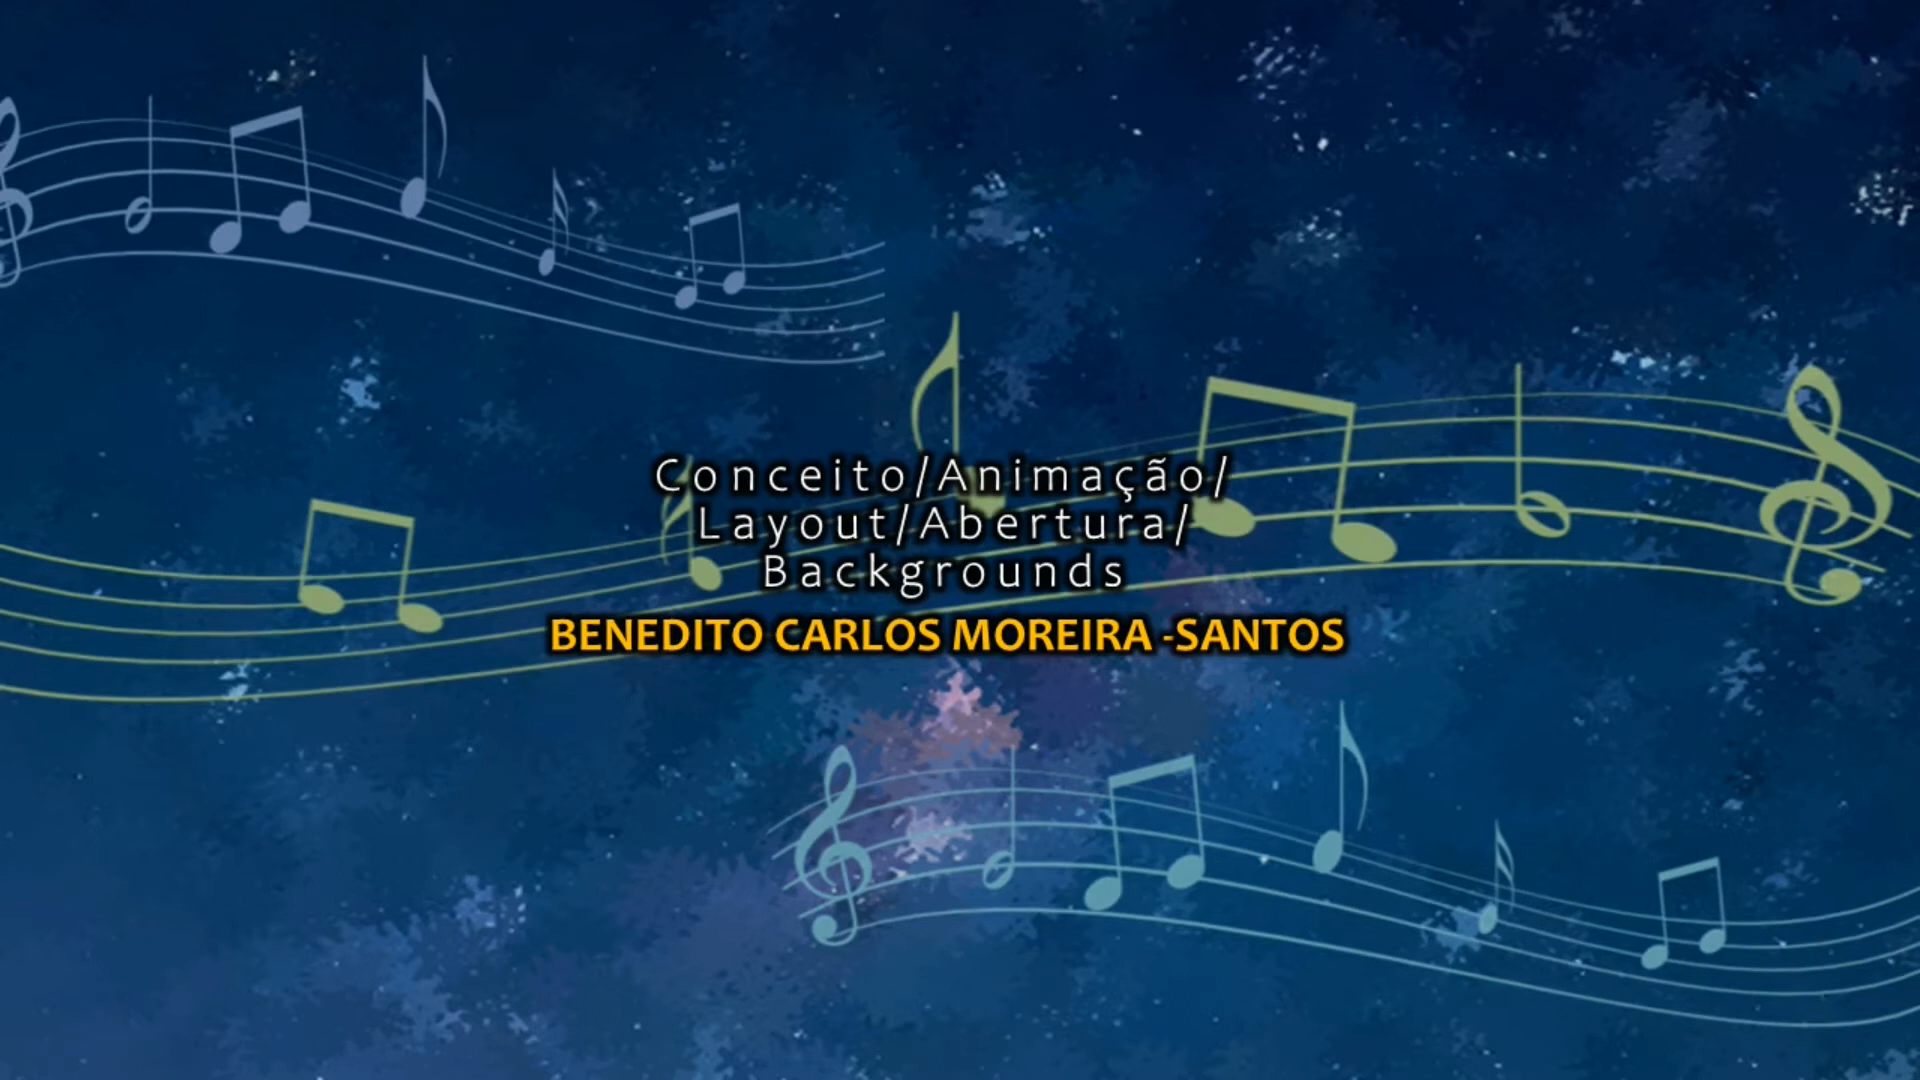 Conceito/Animação/
Layout/Abertura/
Backgrounds
BENEDITO CARLOS MOREIRA -SANTOS